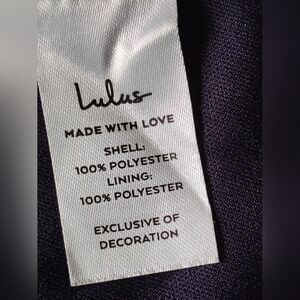 Lulus
MADE WITH LOVE
SHELL:
100% POLYESTER
LINING:
100% POLYESTER
EXCLUSIVE OF
DECORATION